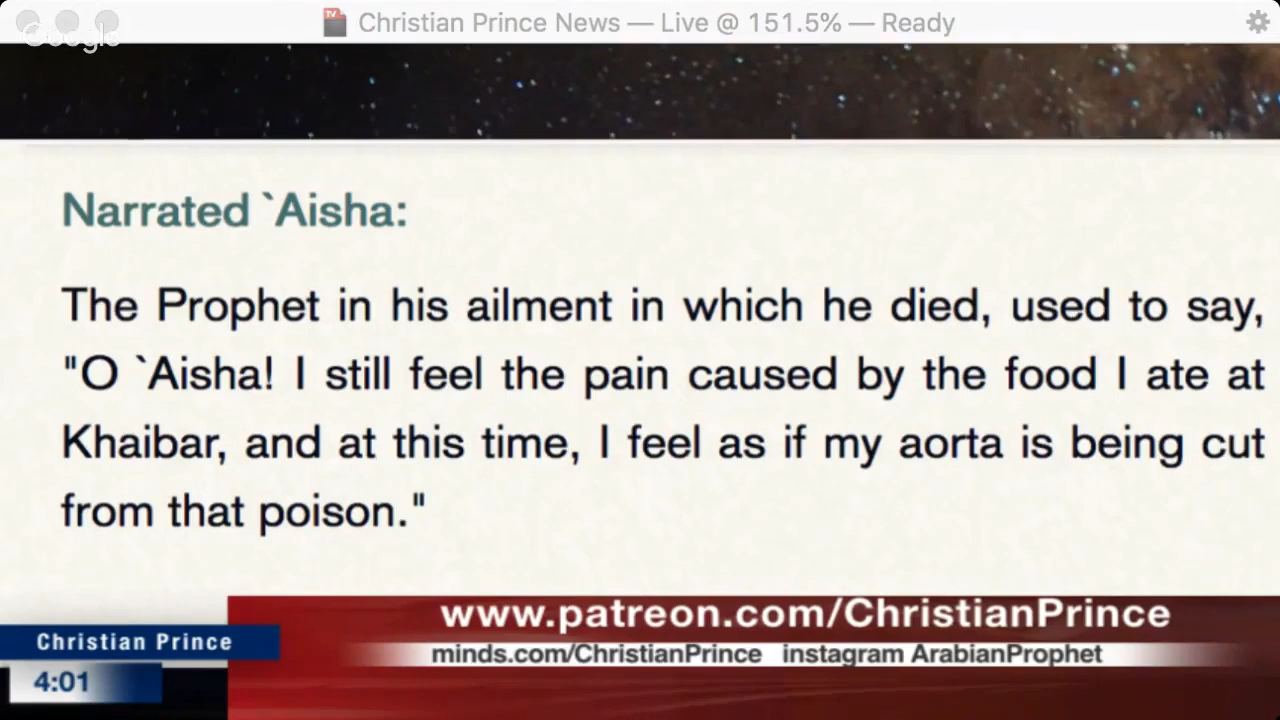 Christian Prince News — Live @ 151.5% — Ready
Google
Narrated `Aisha:
The Prophet in his ailment in which he died, used to say,
"O `Aisha! I still feel the pain caused by the food I ate at
Khaibar, and at this time, I feel as if my aorta is being cut
from that poison."
www.patreon.com/ChristianPrince
Christian Prince
minds.com/ChristianPrince instagram ArabianProphet
4:01